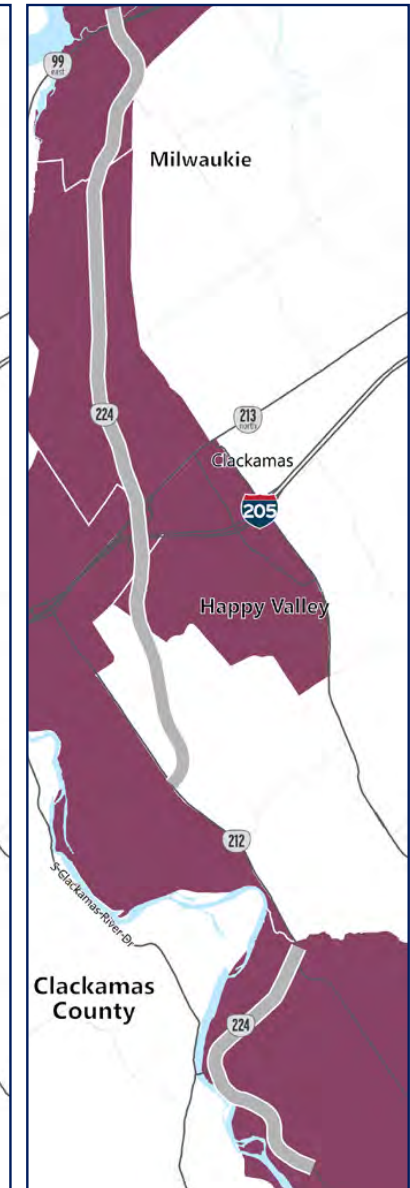 99
east
Milwaukie
224
213
north
Clackamas
205
Happy Valley
212
S-Clackamas-River-Dr
Clackamas
County
224